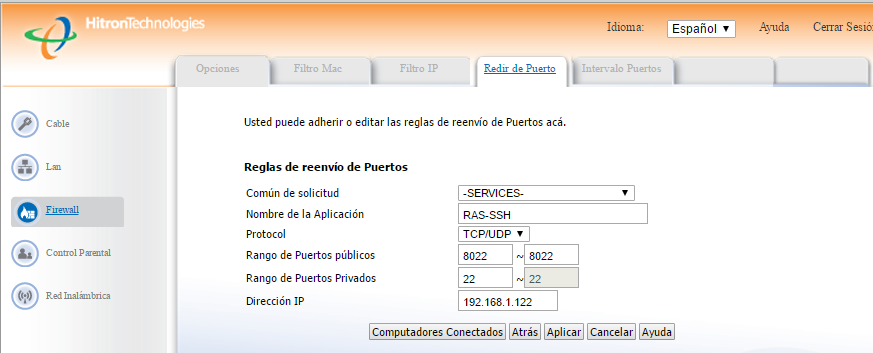 HitronTechnologies
Idioma: Español Ayuda Cerrar Sesió
Opciones Filtro Mac Filtro IP Redir de Puerto Intervalo Puertos
Cable
Lan
Firewall
Control Parental
Red Inalámbrica
Usted puede adherir o editar las reglas de reenvío de Puertos acá.
Reglas de reenvío de Puertos
Común de solicitud -SERVICES-
Nombre de la Aplicación RAS-SSH
Protocol TCP/UDP
Rango de Puertos públicos 8022 ~ 8022
Rango de Puertos Privados 22 ~ 22
Dirección IP 192.168.1.122
Computadores Conectados Atrás Aplicar Cancelar Ayuda